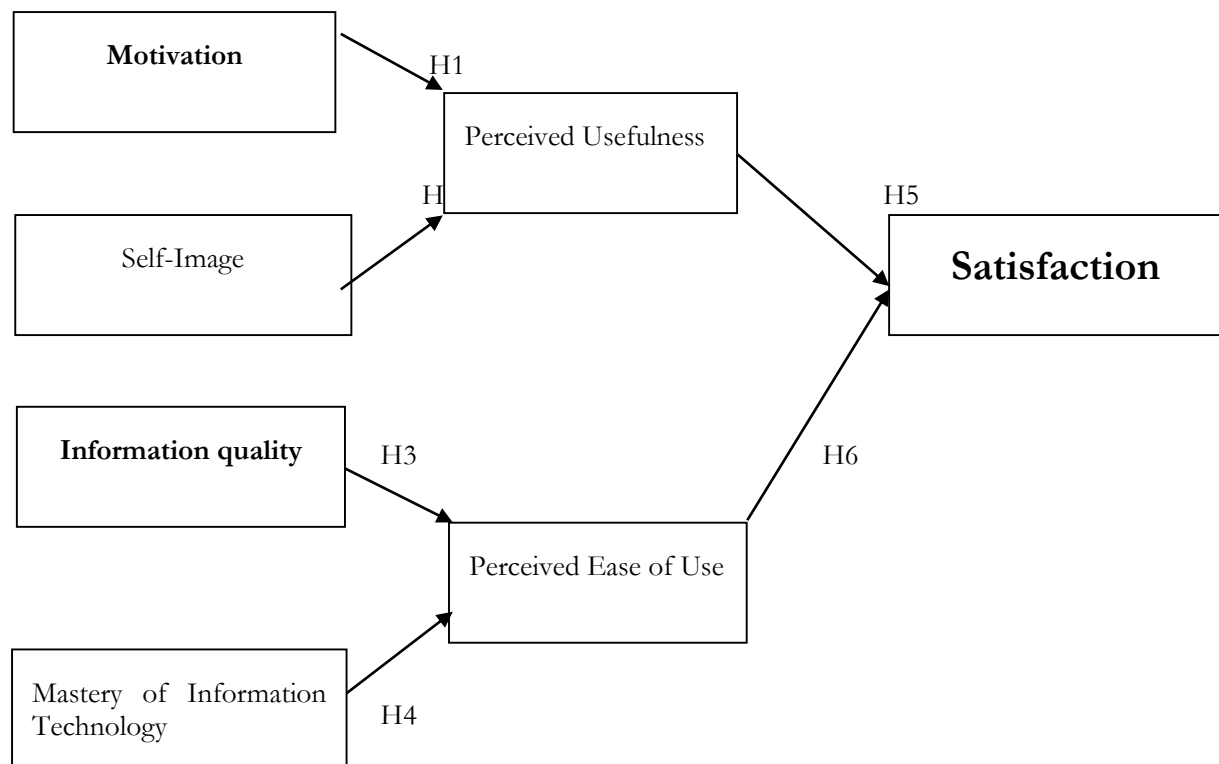 Motivation
H1
Perceived Usefulness
H
H5
Self-Image
Satisfaction
Information quality
H3
H6
Perceived Ease of Use
Mastery of Information
Technology
H4